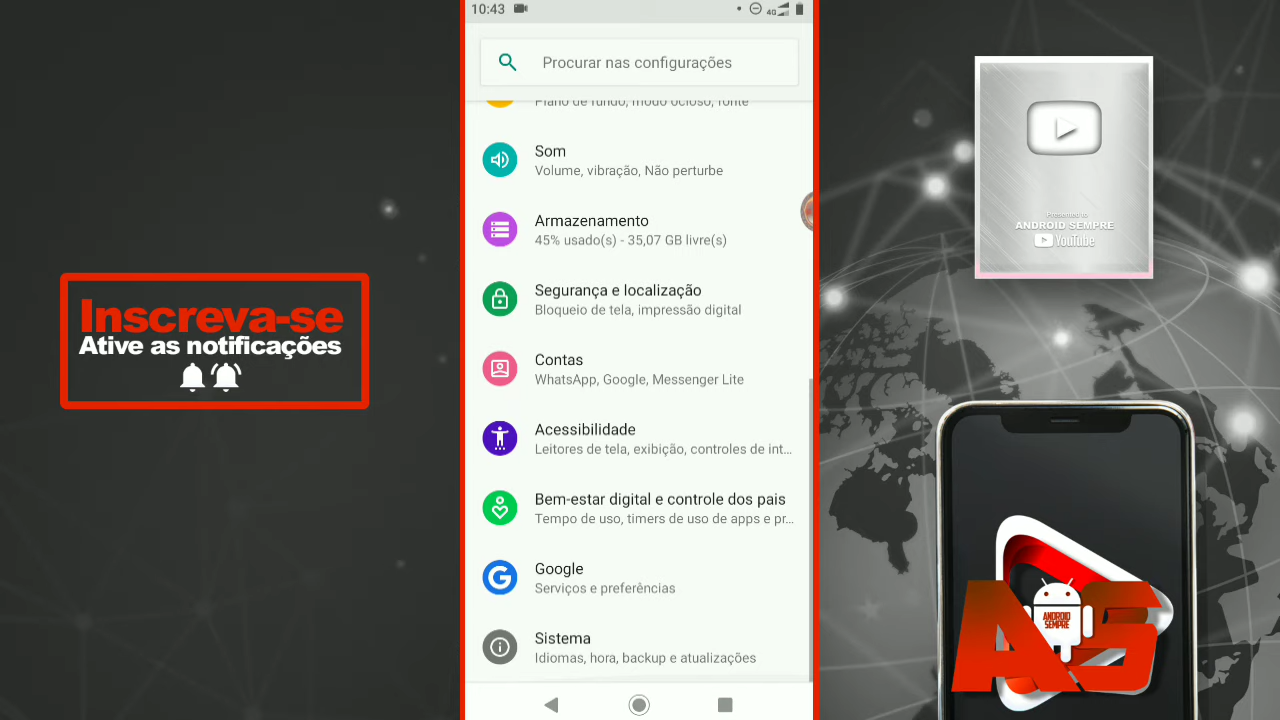 10:43
4G
Procurar nas configurações
Plano de fundo, modo ocioso, fonte
Som
Volume, vibração, Não perturbe
Armazenamento
45% usado(s) - 35,07 GB livre(s)
Segurança e localização
Bloqueio de tela, impressão digital
Contas
WhatsApp, Google, Messenger Lite
Acessibilidade
Leitores de tela, exibição, controles de int...
Bem-estar digital e controle dos pais
Tempo de uso, timers de uso de apps e pr...
Google
Serviços e preferências
Sistema
Idiomas, hora, backup e atualizações
Inscreva-se
Ative as notificações
Presented to
ANDROID SEMPRE
YouTube
ANDROID
SEMPRE
AS